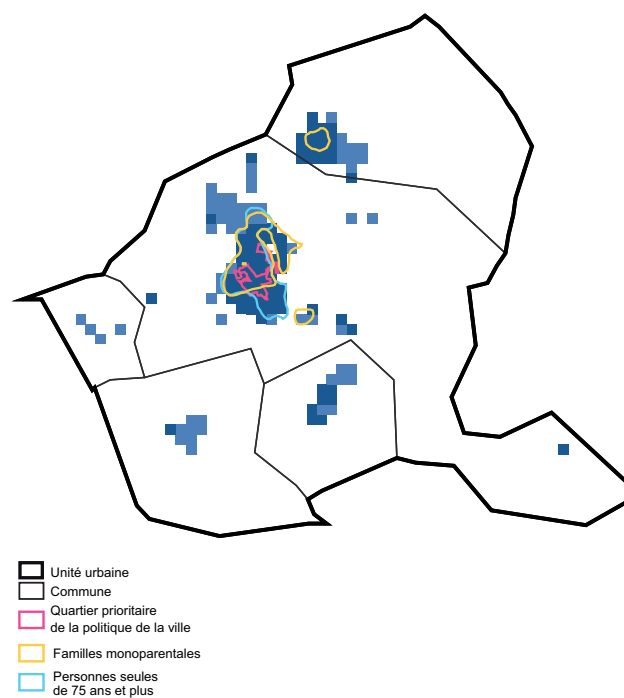 Unité urbaine
Commune
Quartier prioritaire
de la politique de la ville
Familles monoparentales
Personnes seules
de 75 ans et plus